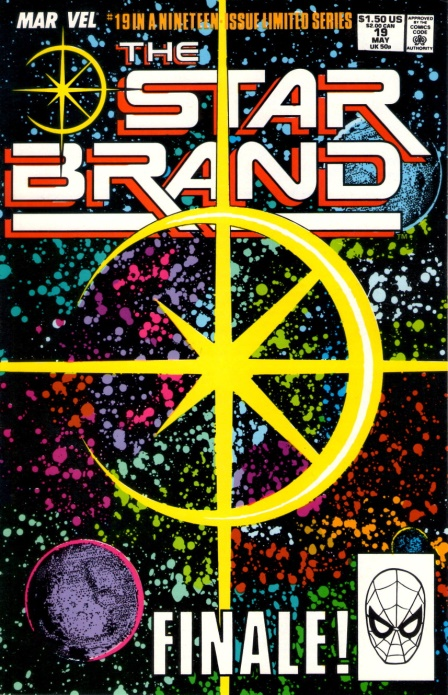 MARVEL
#19 IN A NINETEEN-ISSUE LIMITED SERIES
$1.50 US
$2.00 CAN
19
MAY
UK 50p
APPROVED
BY THE
COMICS
CODE
AUTHORITY
THE
STAR
BRAND
TM
FINALE!